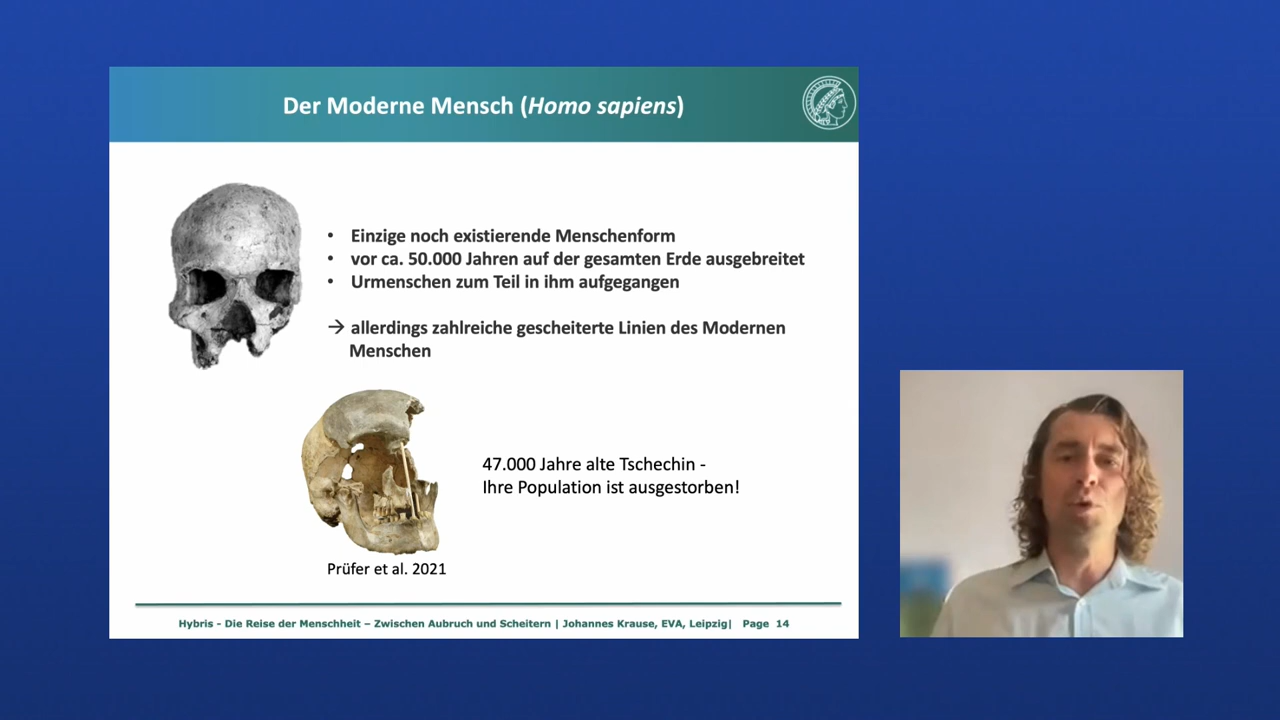 Der Moderne Mensch (Homo sapiens)
• Einzige noch existierende Menschenform
• vor ca. 50.000 Jahren auf der gesamten Erde ausgebreitet
• Urmenschen zum Teil in ihm aufgegangen
→ allerdings zahlreiche gescheiterte Linien des Modernen
Menschen
47.000 Jahre alte Tschechin -
Ihre Population ist ausgestorben!
Prüfer et al. 2021
Hybris - Die Reise der Menschheit – Zwischen Aubruch und Scheitern | Johannes Krause, EVA, Leipzig| Page 14